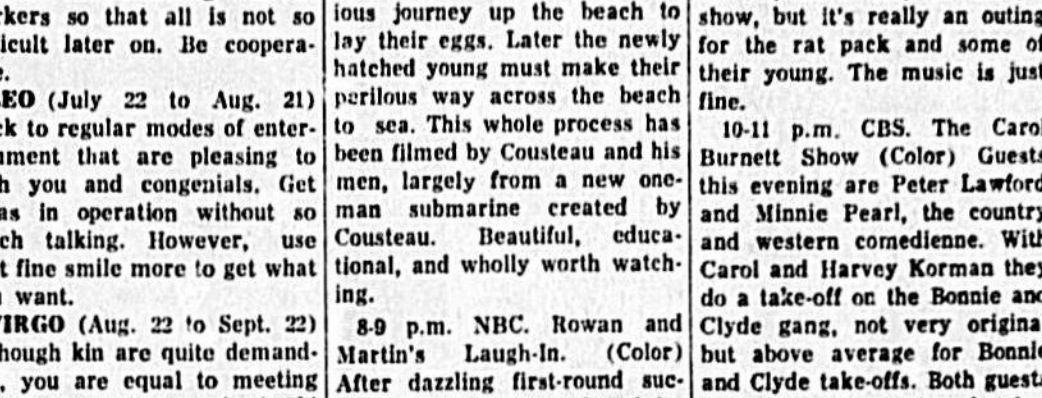 rkers so that all is not so
icult later on. Be coopera-
e.
EO (July 22 to Aug. 21)
k to regular modes of enter-
nment that are pleasing to
h you and congenials. Get
as in operation without so
ch talking. However, use
t fine smile more to get what
want.
VIRGO (Aug. 22 to Sept. 22)
hough kin are quite demand-
, you are equal to meeting
ious journey up the beach to
lay their eggs. Later the newly
hatched young must make their
perilous way across the beach
to sea. This whole process has
been filmed by Cousteau and his
men, largely from a new one-
man submarine created by
Cousteau. Beautiful, educa-
tional, and wholly worth watch-
ing.
8-9 p.m. NBC. Rowan and
Martin's Laugh-In. (Color)
After dazzling first-round suc-
show, but it's really an outing
for the rat pack and some of
their young. The music is just
fine.
10-11 p.m. CBS. The Carol
Burnett Show (Color) Guests
this evening are Peter Lawford
and Minnie Pearl, the country
and western comedienne. With
Carol and Harvey Korman they
do a take-off on the Bonnie and
Clyde gang, not very original
but above average for Bonnie
and Clyde take-offs. Both guest